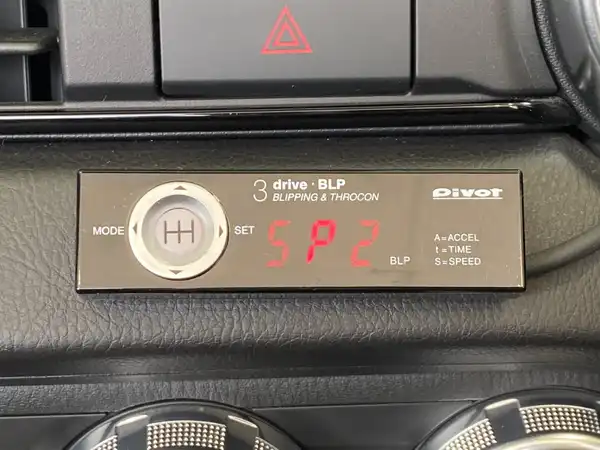 3 drive・BLP
BLIPPING & THROCON
Pivot
MODE
SET
SP2
BLP
A=ACCEL
t=TIME
S=SPEED